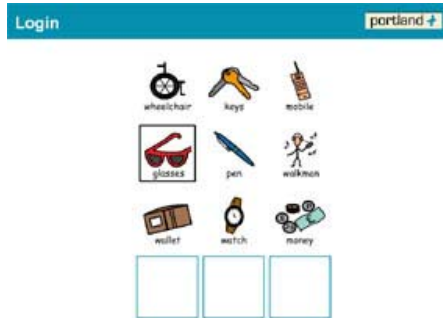 Login portland
wheelchair keys mobile
glasses pen walkman
wallet watch money